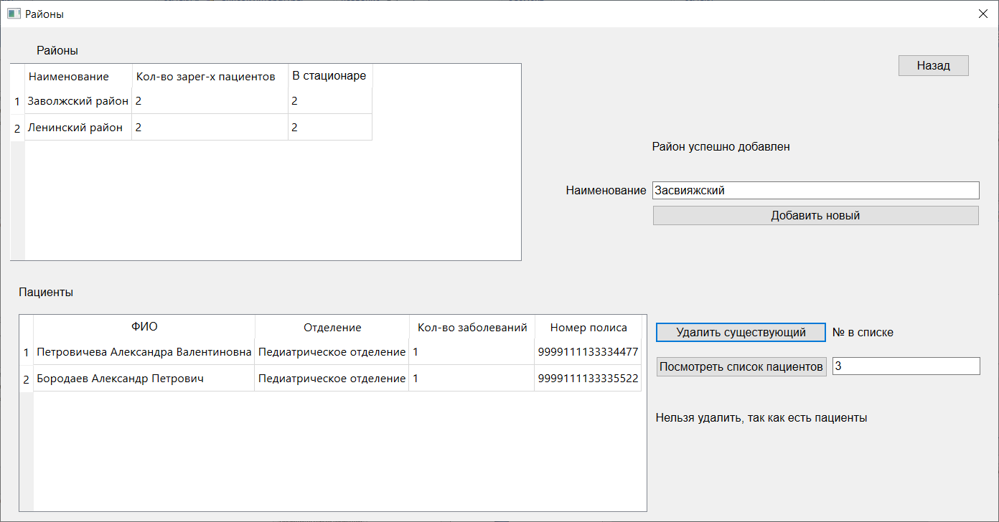 Районы
Районы
Назад
Наименование Кол-во зарег-х пациентов В стационаре
1 Заволжский район 2 2
2 Ленинский район 2 2
Район успешно добавлен
Наименование Засвияжский
Добавить новый
Пациенты
ФИО Отделение Кол-во заболеваний Номер полиса
1 Петровичева Александра Валентиновна Педиатрическое отделение 1 9999111133334477
2 Бородаев Александр Петрович Педиатрическое отделение 1 9999111133335522
Удалить существующий № в списке
Посмотреть список пациентов 3
Нельзя удалить, так как есть пациенты